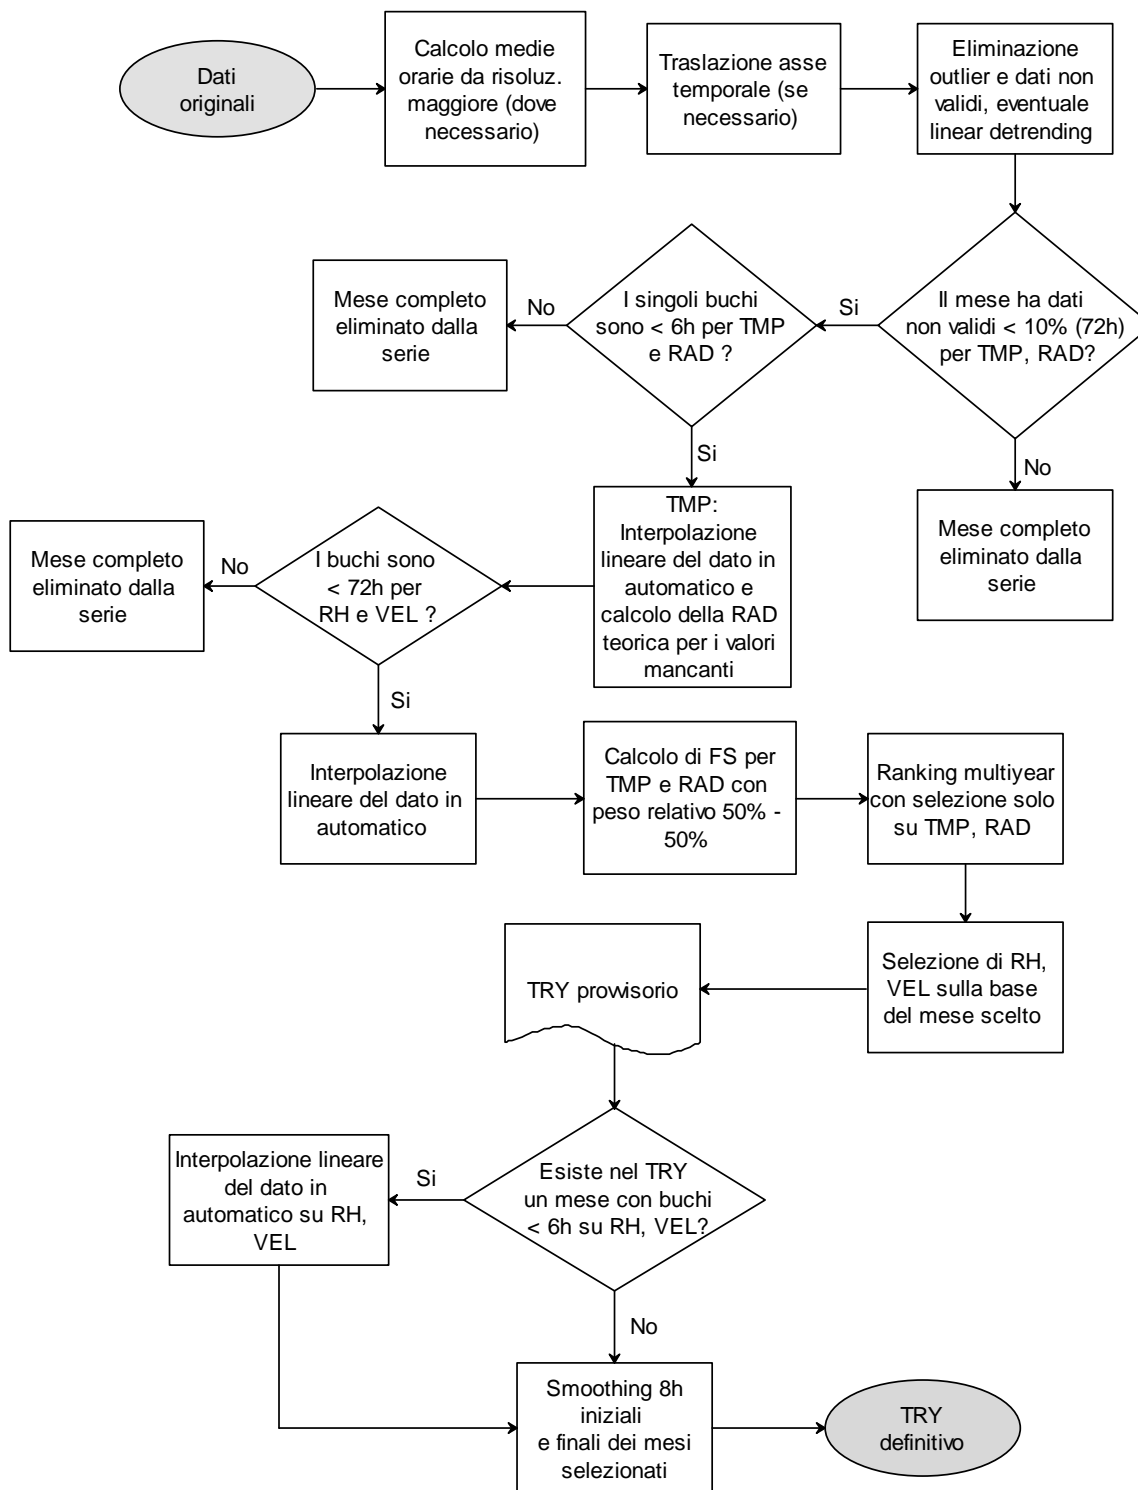 Dati
originali
Calcolo medie
orarie da risoluz.
maggiore (dove
necessario)
Traslazione asse
temporale (se
necessario)
Eliminazione
outlier e dati non
validi, eventuale
linear detrending
Il mese ha dati
non validi < 10% (72h)
per TMP, RAD?
Si
No
Mese completo
eliminato dalla
serie
I singoli buchi
sono < 6h per TMP
e RAD ?
No
Mese completo
eliminato dalla
serie
Si
TMP:
Interpolazione
lineare del dato in
automatico e
calcolo della RAD
teorica per i valori
mancanti
I buchi sono
< 72h per
RH e VEL ?
No
Mese completo
eliminato dalla
serie
Si
Interpolazione
lineare del dato in
automatico
Calcolo di FS per
TMP e RAD con
peso relativo 50% -
50%
Ranking multiyear
con selezione solo
su TMP, RAD
Selezione di RH,
VEL sulla base
del mese scelto
TRY provvisorio
Esiste nel TRY
un mese con buchi
< 6h su RH, VEL?
Si
Interpolazione lineare
del dato in
automatico su RH,
VEL
No
Smoothing 8h
iniziali
e finali dei mesi
selezionati
TRY
definitivo